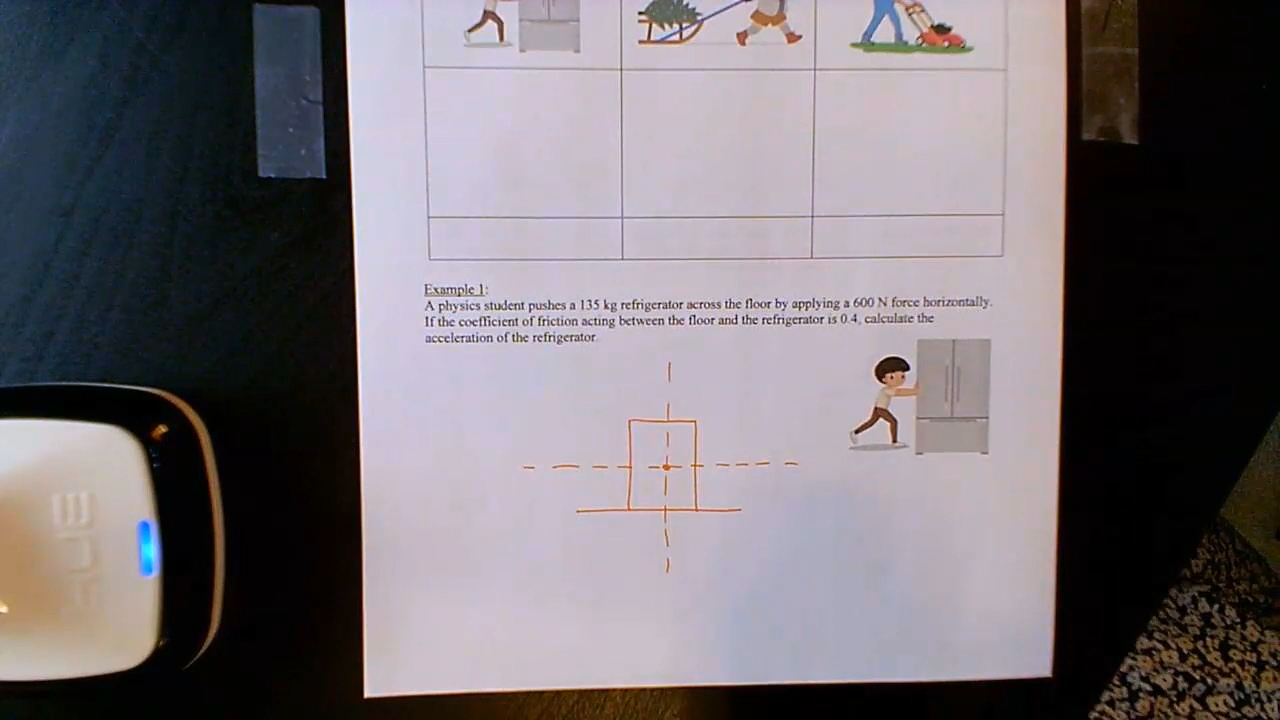 Example 1:
A physics student pushes a 135 kg refrigerator across the floor by applying a 600 N force horizontally.
If the coefficient of friction acting between the floor and the refrigerator is 0.4, calculate the
acceleration of the refrigerator.
HUB